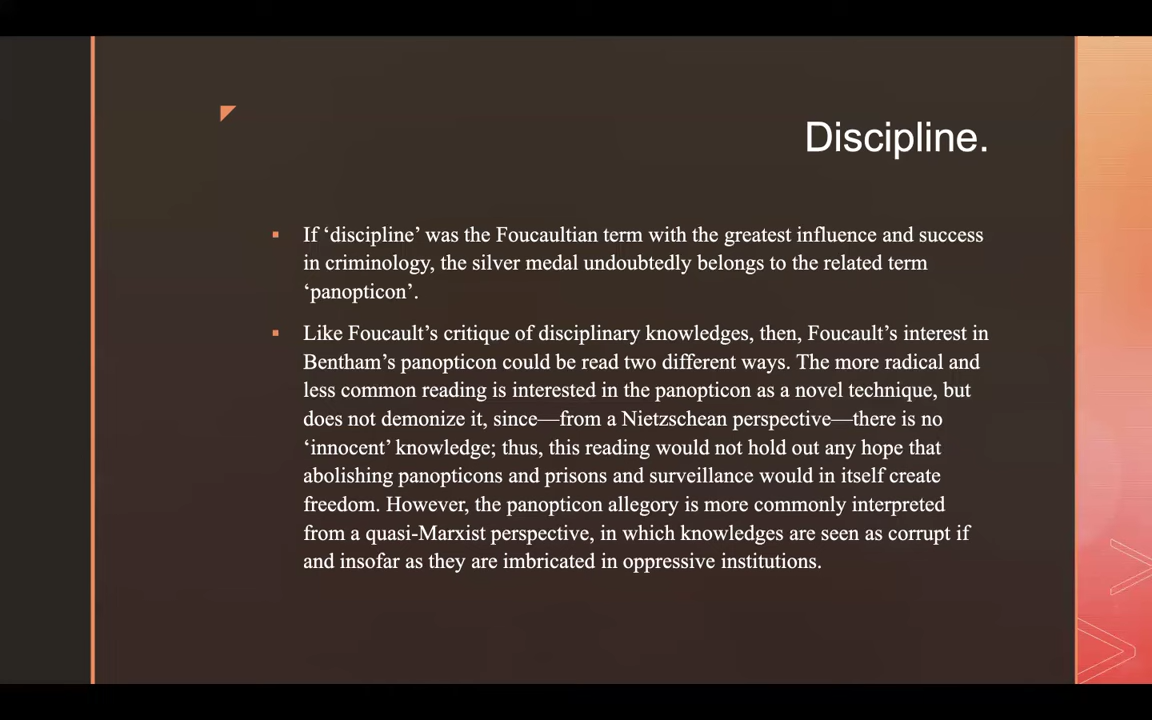 Discipline.
If ‘discipline’ was the Foucaultian term with the greatest influence and success
in criminology, the silver medal undoubtedly belongs to the related term
‘panopticon’.
Like Foucault’s critique of disciplinary knowledges, then, Foucault’s interest in
Bentham’s panopticon could be read two different ways. The more radical and
less common reading is interested in the panopticon as a novel technique, but
does not demonize it, since—from a Nietzschean perspective—there is no
‘innocent’ knowledge; thus, this reading would not hold out any hope that
abolishing panopticons and prisons and surveillance would in itself create
freedom. However, the panopticon allegory is more commonly interpreted
from a quasi-Marxist perspective, in which knowledges are seen as corrupt if
and insofar as they are imbricated in oppressive institutions.